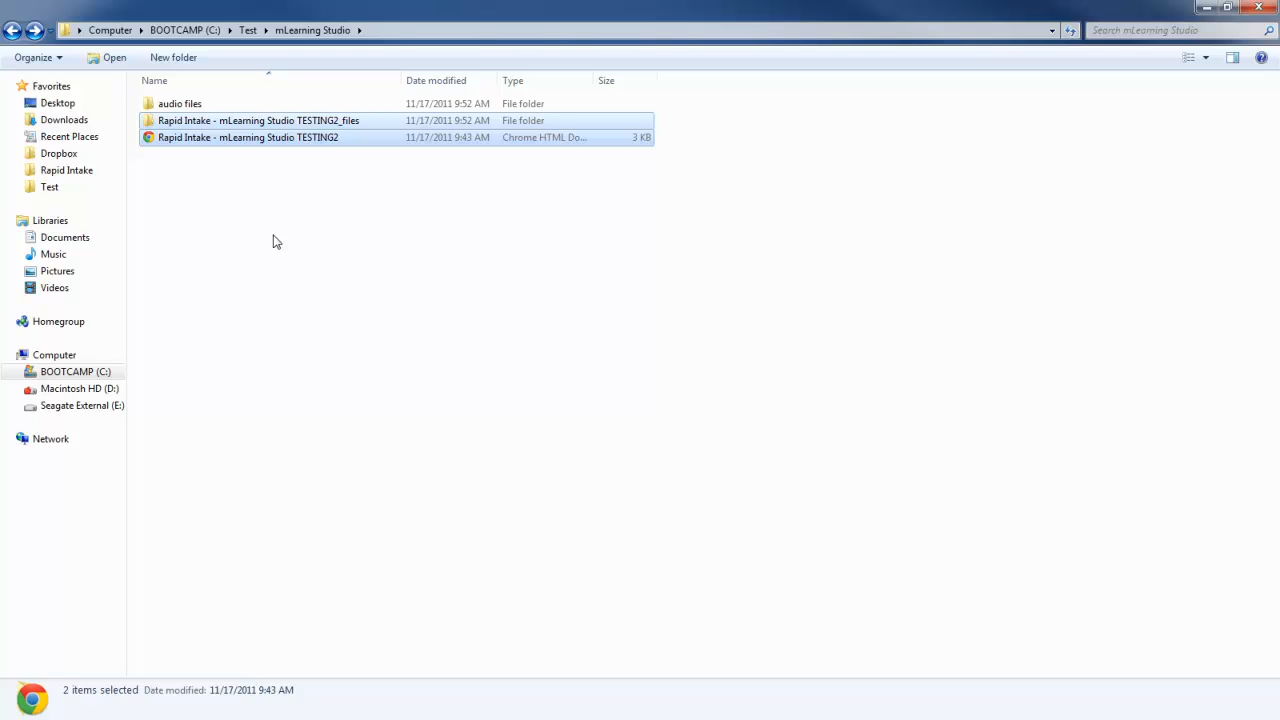 Computer BOOTCAMP (C:) Test mLearning Studio
Search mLearning Studio
Organize Open New folder
Name Date modified Type Size
audio files 11/17/2011 9:52 AM File folder
Rapid Intake - mLearning Studio TESTING2_files 11/17/2011 9:52 AM File folder
Rapid Intake - mLearning Studio TESTING2 11/17/2011 9:43 AM Chrome HTML Do... 3 KB
Favorites
Desktop
Downloads
Recent Places
Dropbox
Rapid Intake
Test
Libraries
Documents
Music
Pictures
Videos
Homegroup
Computer
BOOTCAMP (C:)
Macintosh HD (D:)
Seagate External (E:)
Network
2 items selected Date modified: 11/17/2011 9:43 AM